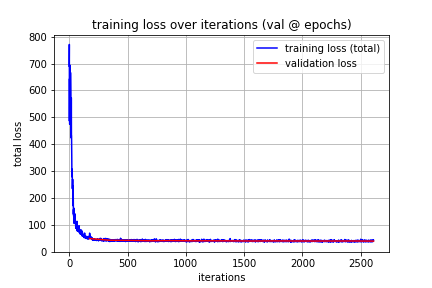 training loss over iterations (val @ epochs)
training loss (total)
validation loss
total loss
800
700
600
500
400
300
200
100
0
0 500 1000 1500 2000 2500
iterations